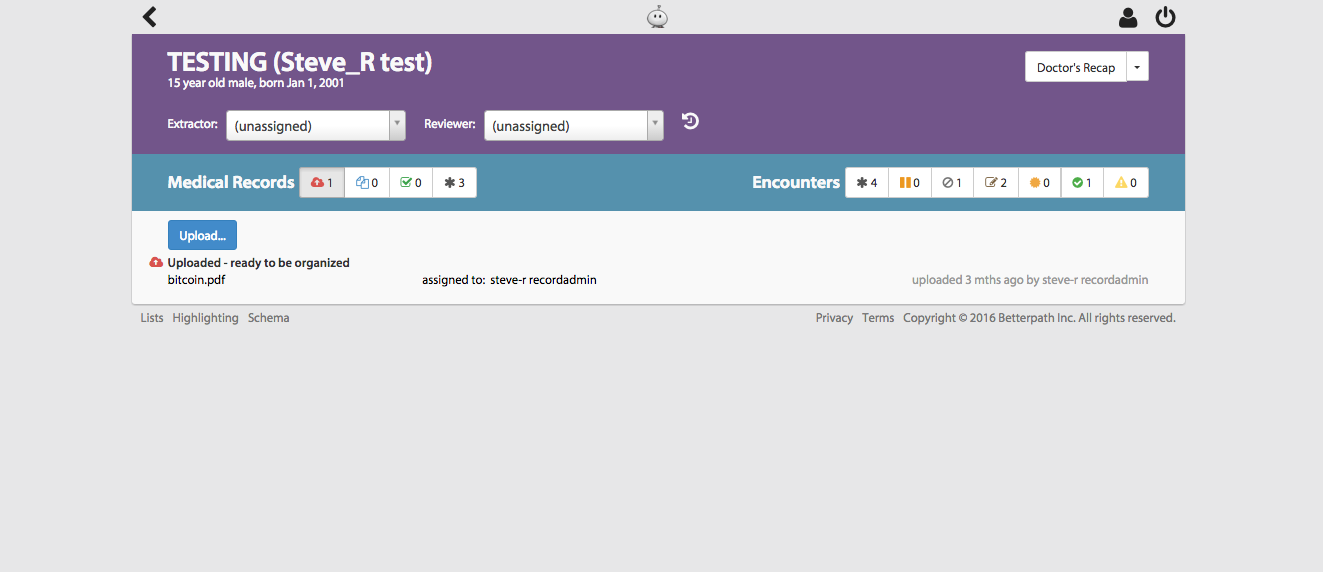 TESTING (Steve_R test)
15 year old male, born Jan 1, 2001
Doctor's Recap
Extractor: (unassigned) Reviewer: (unassigned)
Medical Records 1 0 0 3 Encounters 4 0 1 2 0 1 0
Upload...
Uploaded - ready to be organized
bitcoin.pdf assigned to: steve-r recordadmin uploaded 3 mths ago by steve-r recordadmin
Lists Highlighting Schema Privacy Terms Copyright © 2016 Betterpath Inc. All rights reserved.